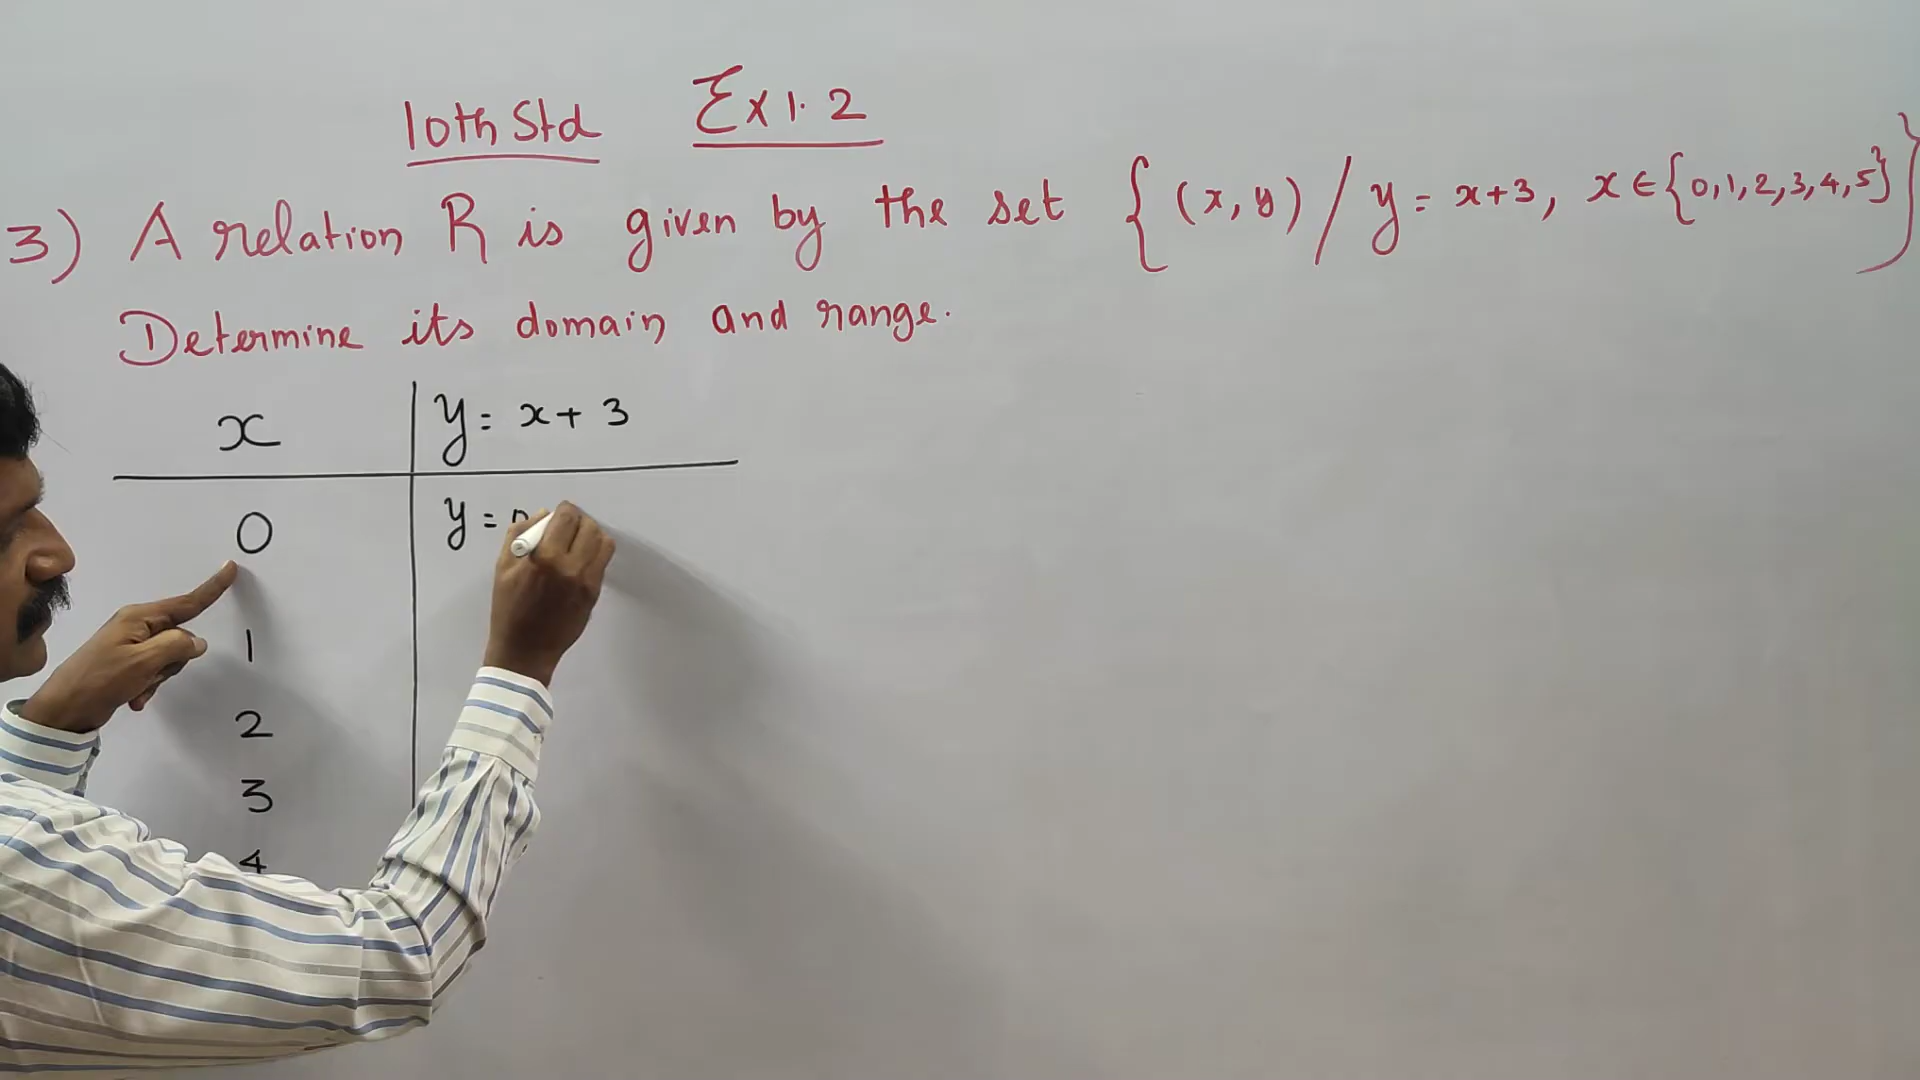 10th Std Ex 1.2
3) A relation R is given by the set {(x, y) / y = x+3, x ∈ {0,1,2,3,4,5}}
Determine its domain and range.
x y = x + 3
0 y =
1
2
3
4